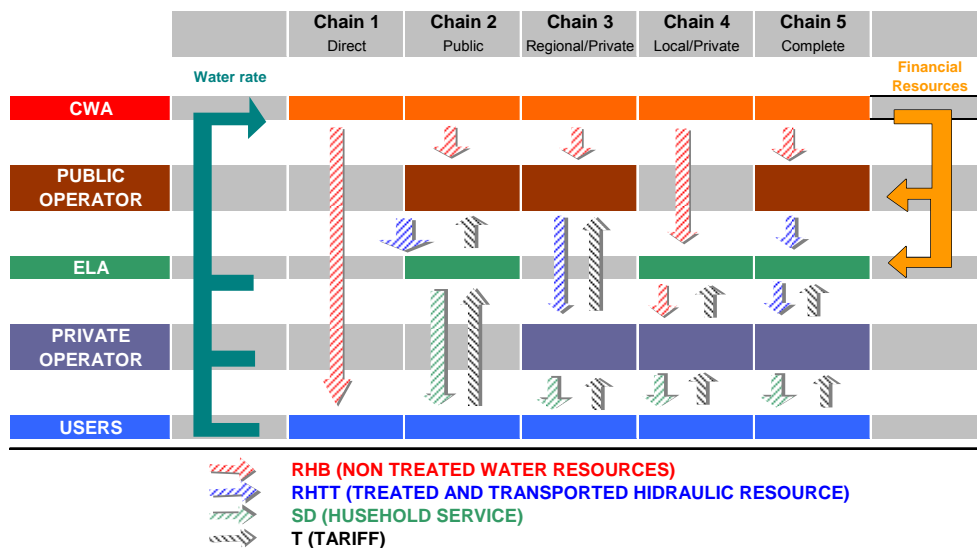 Chain 1 Chain 2 Chain 3 Chain 4 Chain 5
Direct Public Regional/Private Local/Private Complete
Water rate
Financial
Resources
CWA
PUBLIC
OPERATOR
ELA
PRIVATE
OPERATOR
USERS
RHB (NON TREATED WATER RESOURCES)
RHTT (TREATED AND TRANSPORTED HIDRAULIC RESOURCE)
SD (HUSEHOLD SERVICE)
T (TARIFF)